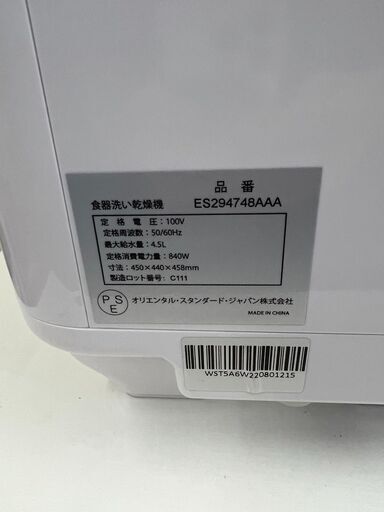 品 番
食器洗い乾燥機 ES294748AAA
定 格 電 圧：100V
定格周波数：50/60Hz
最大給水量：4.5L
定格消費電力量：840W
寸法：450×440×458mm
製造ロット番号：C111
PSE
オリエンタル・スタンダード・ジャパン株式会社
MADE IN CHINA
WST5A6W220801215